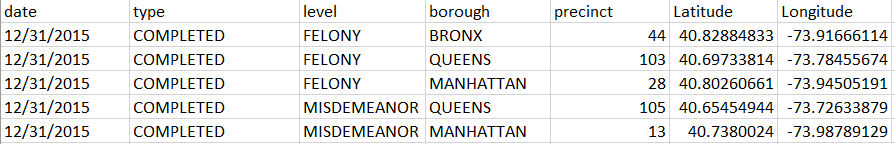 date type level borough precinct Latitude Longitude
12/31/2015 COMPLETED FELONY BRONX 44 40.82884833 -73.91666114
12/31/2015 COMPLETED FELONY QUEENS 103 40.69733814 -73.78455674
12/31/2015 COMPLETED FELONY MANHATTAN 28 40.80260661 -73.94505191
12/31/2015 COMPLETED MISDEMEANOR QUEENS 105 40.65454944 -73.72633879
12/31/2015 COMPLETED MISDEMEANOR MANHATTAN 13 40.7380024 -73.98789129